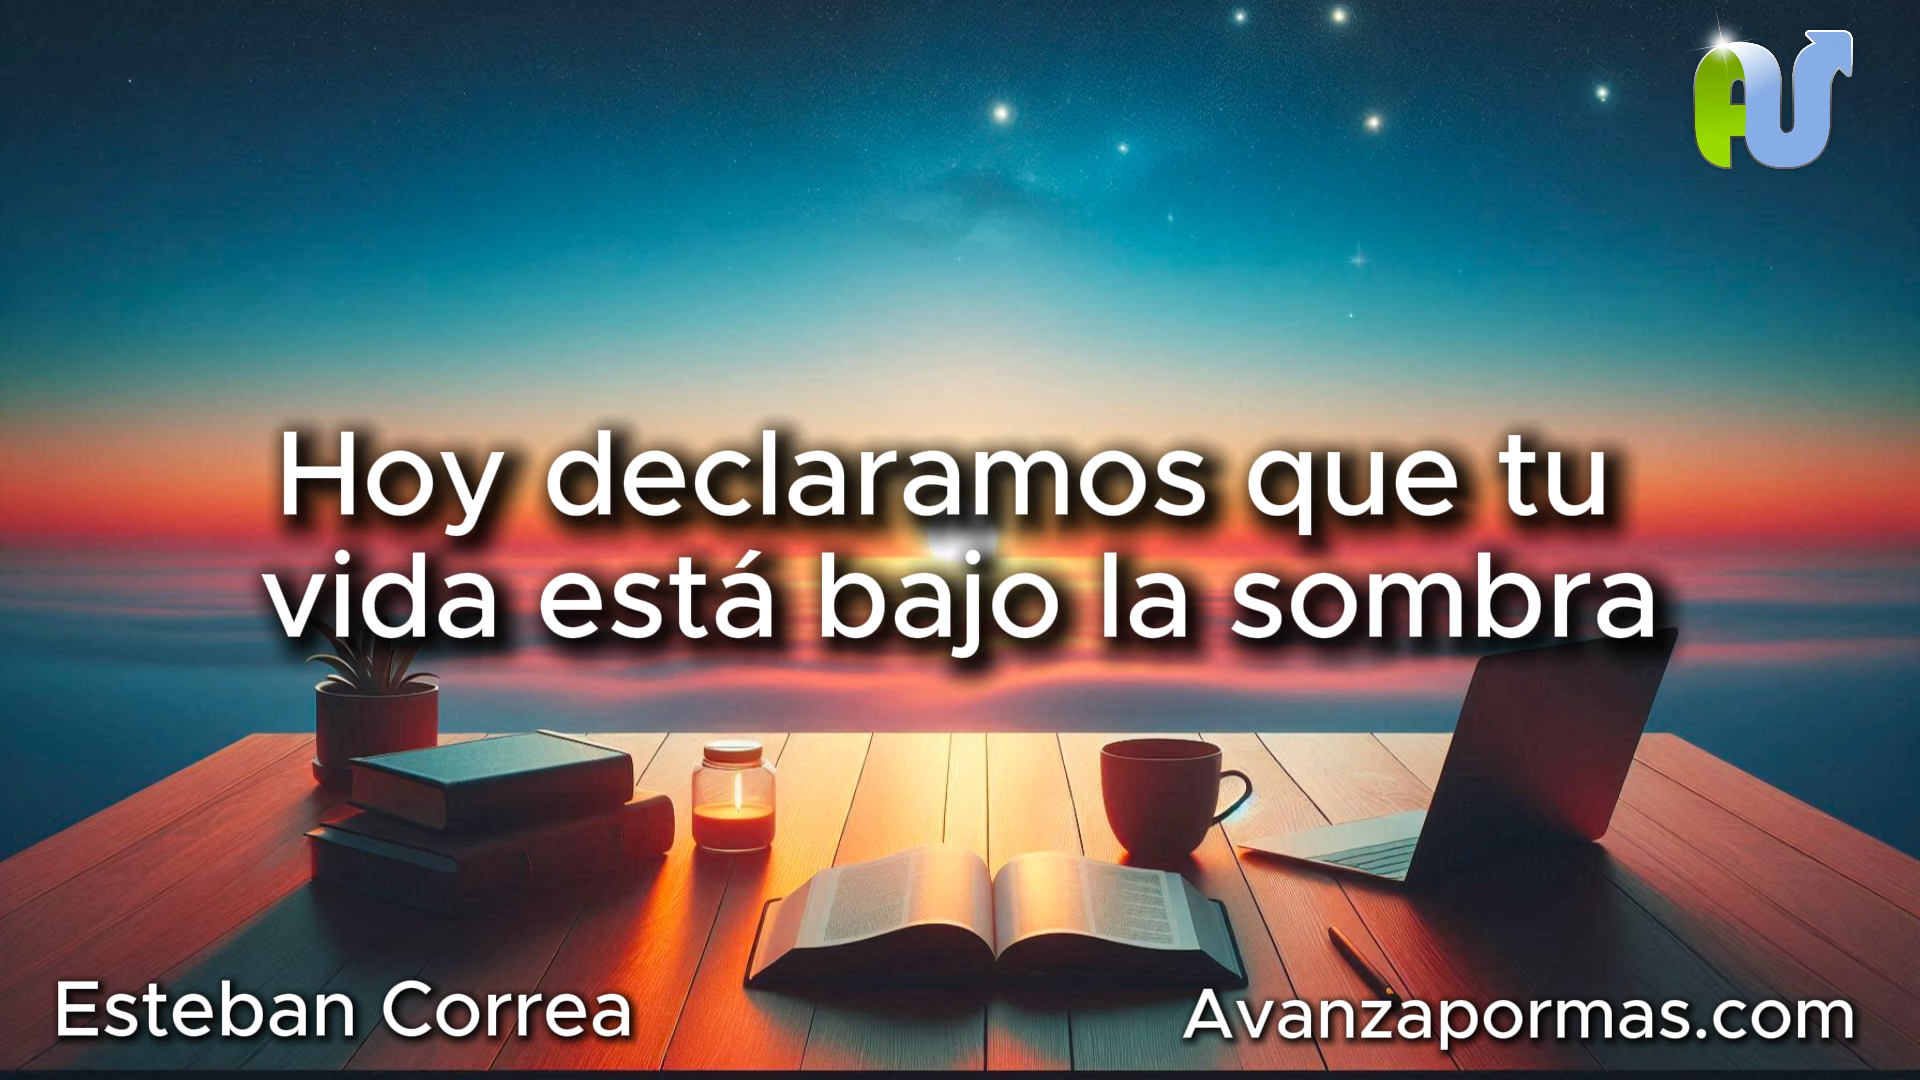 Hoy declaramos que tu
vida está bajo la sombra
Esteban Correa
Avanzapormas.com